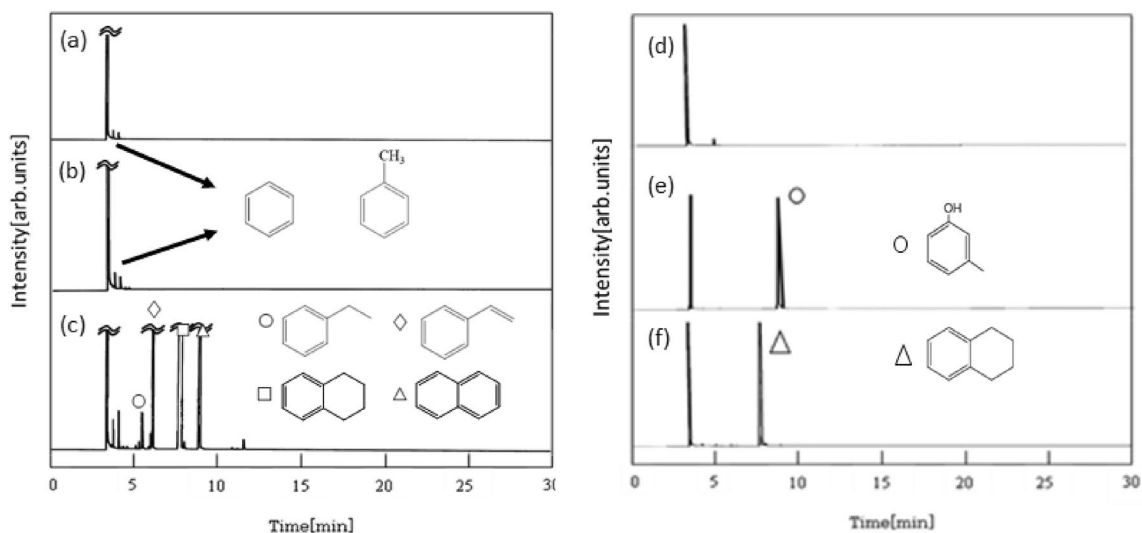 (a)
(b)
CH3
(c)
Intensity[arb.units]
0 5 10 15 20 25 30
Time[min]
(d)
(e)
OH
(f)
Intensity[arb.units]
0 5 10 15 20 25 30
Time[min]